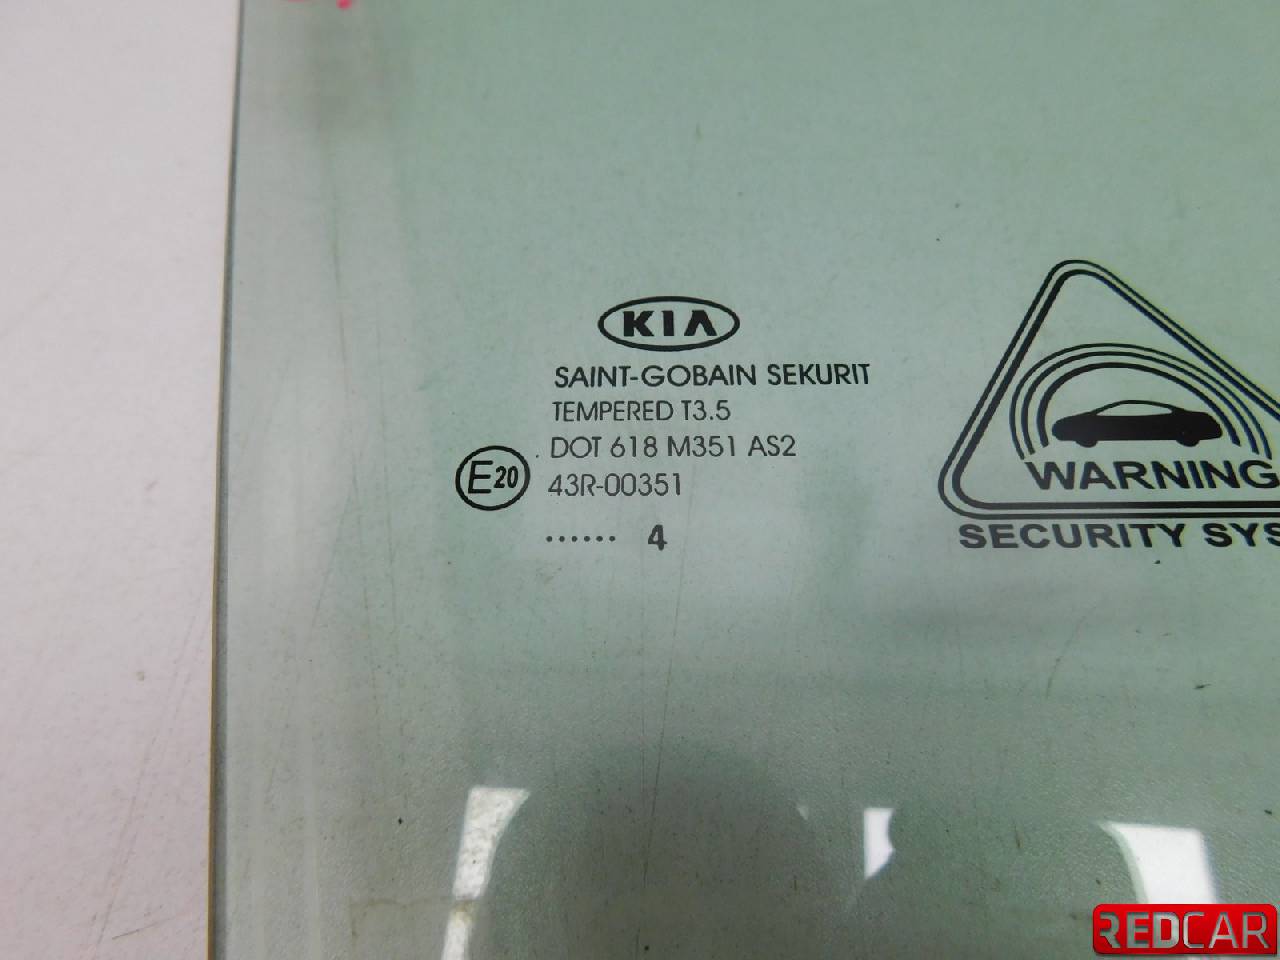 KIA
SAINT-GOBAIN SEKURIT
TEMPERED T3.5
DOT 618 M351 AS2
E20
43R-00351
...... 4
WARNING
SECURITY SYS
REDCAR